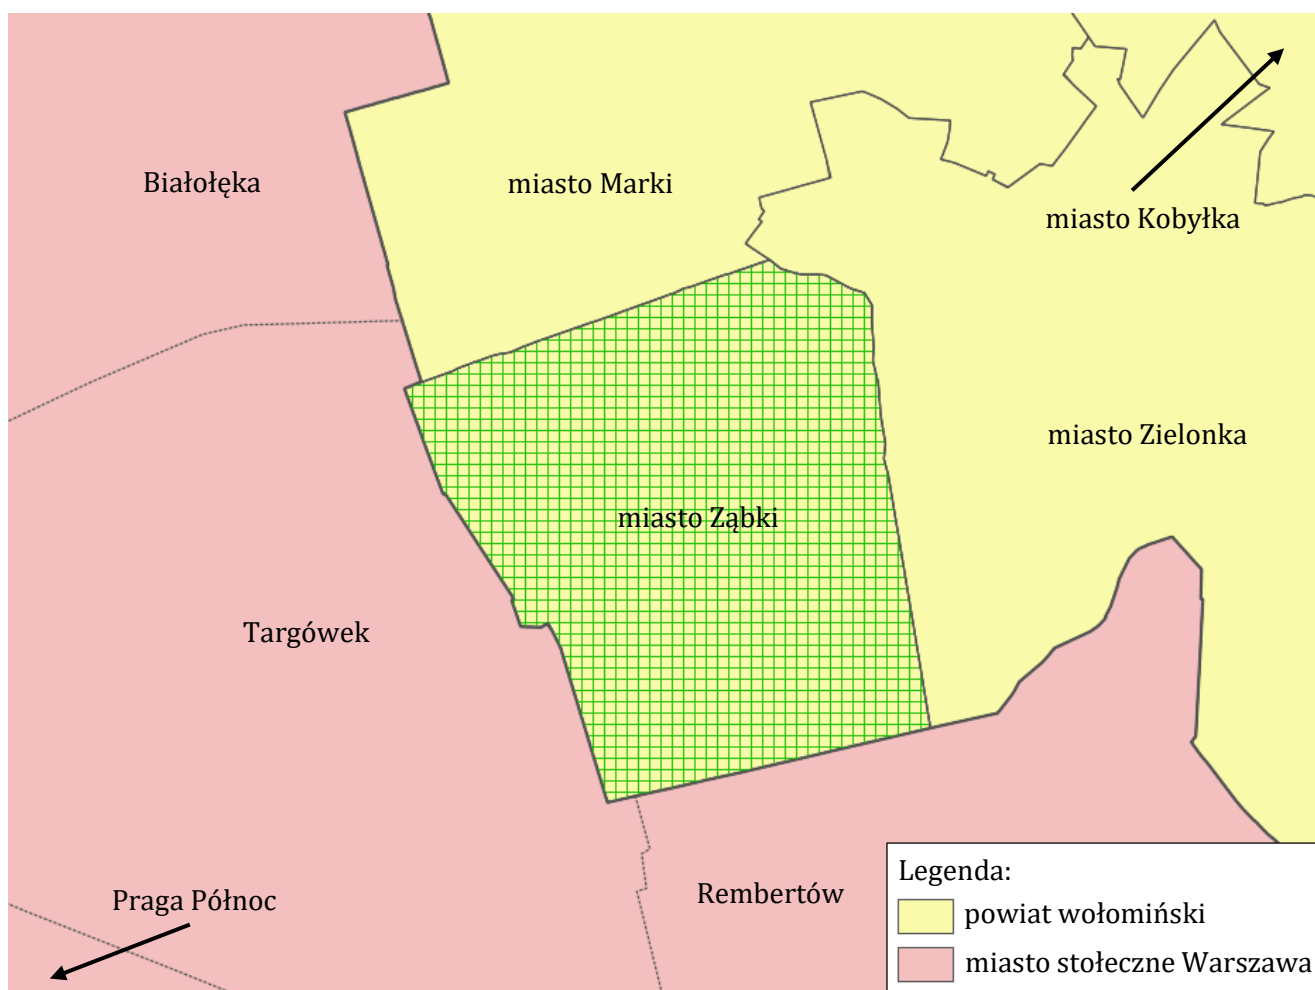 Białołęka
miasto Marki
miasto Kobyłka
miasto Zielonka
miasto Ząbki
Targówek
Praga Północ
Rembertów
Legenda:
powiat wołomiński
miasto stołeczne Warszawa